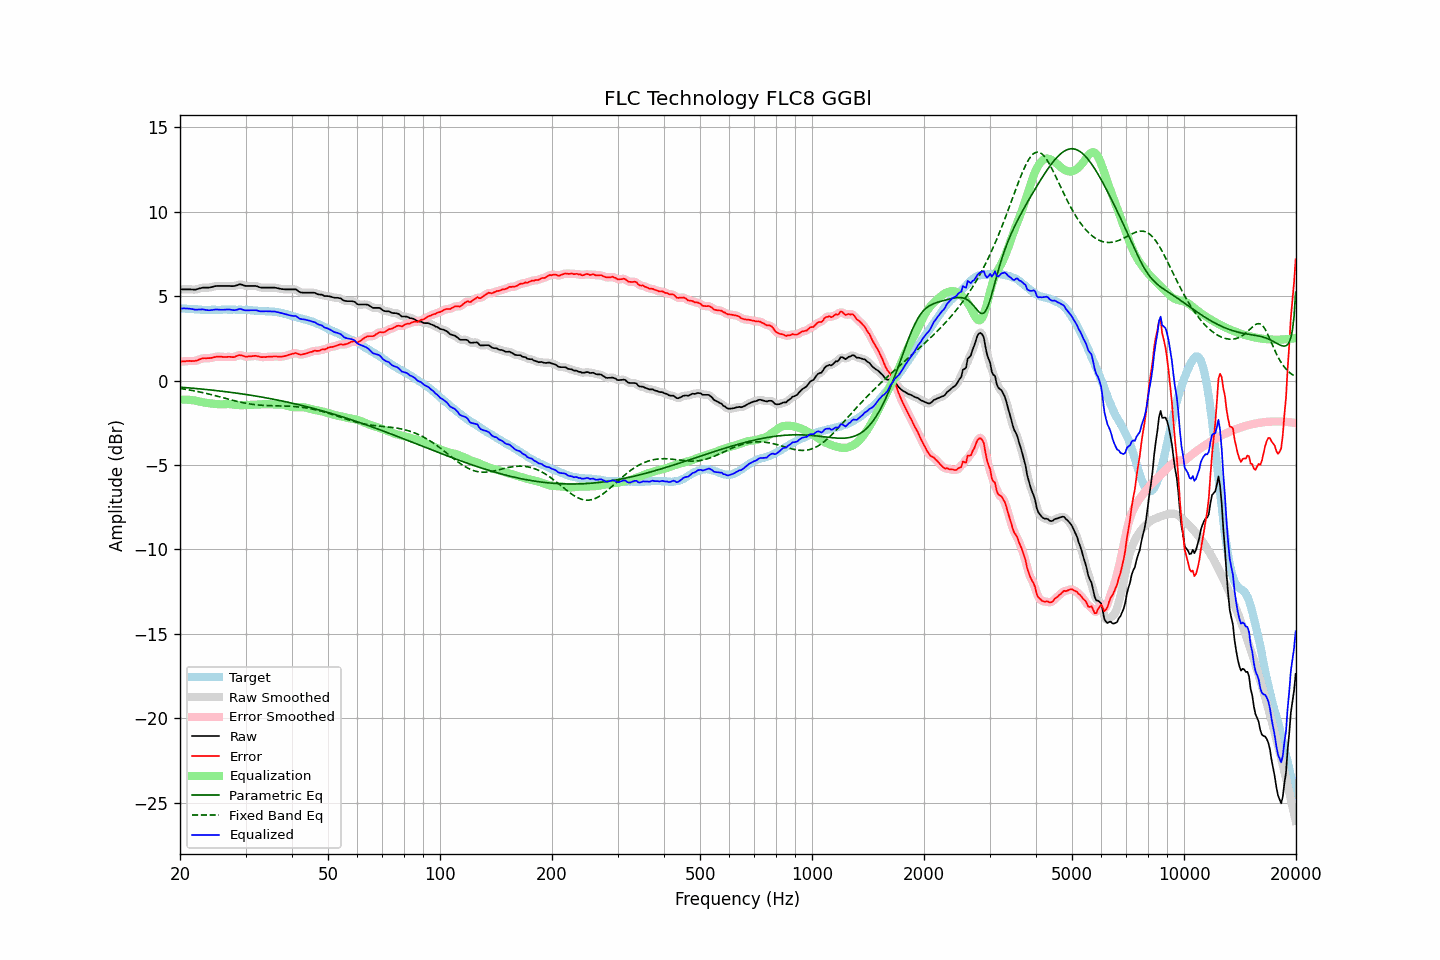 FLC Technology FLC8 GGBl
15
10
5
0
−5
−10
−15
−20
−25
Amplitude (dBr)
Target
Raw Smoothed
Error Smoothed
Raw
Error
Equalization
Parametric Eq
Fixed Band Eq
Equalized
20 50 100 200 500 1000 2000 5000 10000 20000
Frequency (Hz)